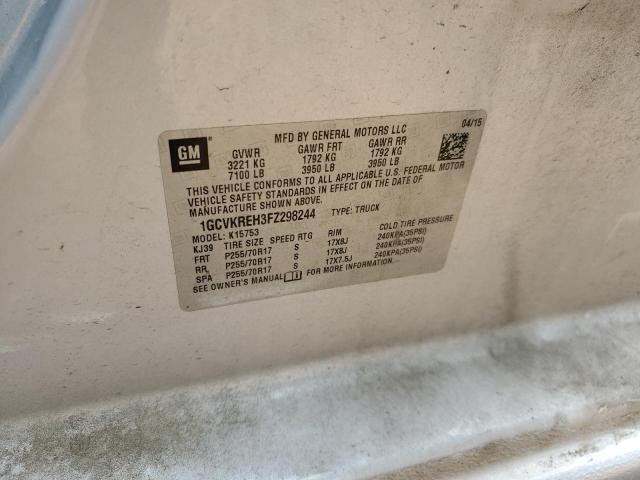 GM
MFD BY GENERAL MOTORS LLC
04/15
GVWR GAWR FRT GAWR RR
3221 KG 1792 KG 1792 KG
7100 LB 3950 LB 3950 LB
THIS VEHICLE CONFORMS TO ALL APPLICABLE U.S. FEDERAL MOTOR
VEHICLE SAFETY STANDARDS IN EFFECT ON THE DATE OF
MANUFACTURE SHOWN ABOVE.
1GCVKREH3FZ298244 TYPE: TRUCK
MODEL: K15753
KJ39 TIRE SIZE SPEED RTG RIM COLD TIRE PRESSURE
FRT P255/70R17 S 17X8J 240KPA(35PSI)
RR P255/70R17 S 17X8J 240KPA(35PSI)
SPA P255/70R17 S 17X7.5J 240KPA(35PSI)
SEE OWNER'S MANUAL FOR MORE INFORMATION.